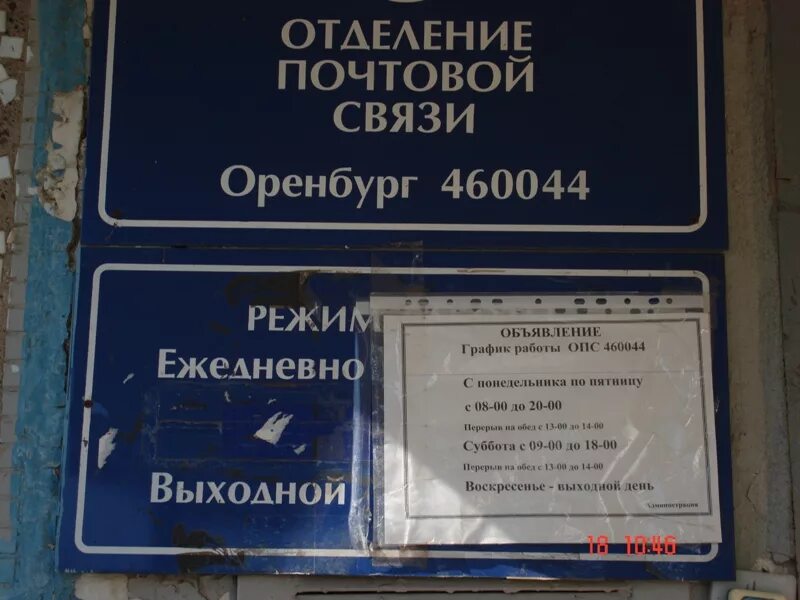 ОТДЕЛЕНИЕ
ПОЧТОВОЙ
СВЯЗИ
Оренбург 460044
РЕЖИМ
Ежедневно
Выходной
ОБЪЯВЛЕНИЕ
График работы ОПС 460044
С понедельника по пятницу
с 08-00 до 20-00
Перерыв на обед с 13-00 до 14-00
Суббота с 09-00 до 18-00
Перерыв на обед с 13-00 до 14-00
Воскресенье - выходной день
Администрация
18 10:46